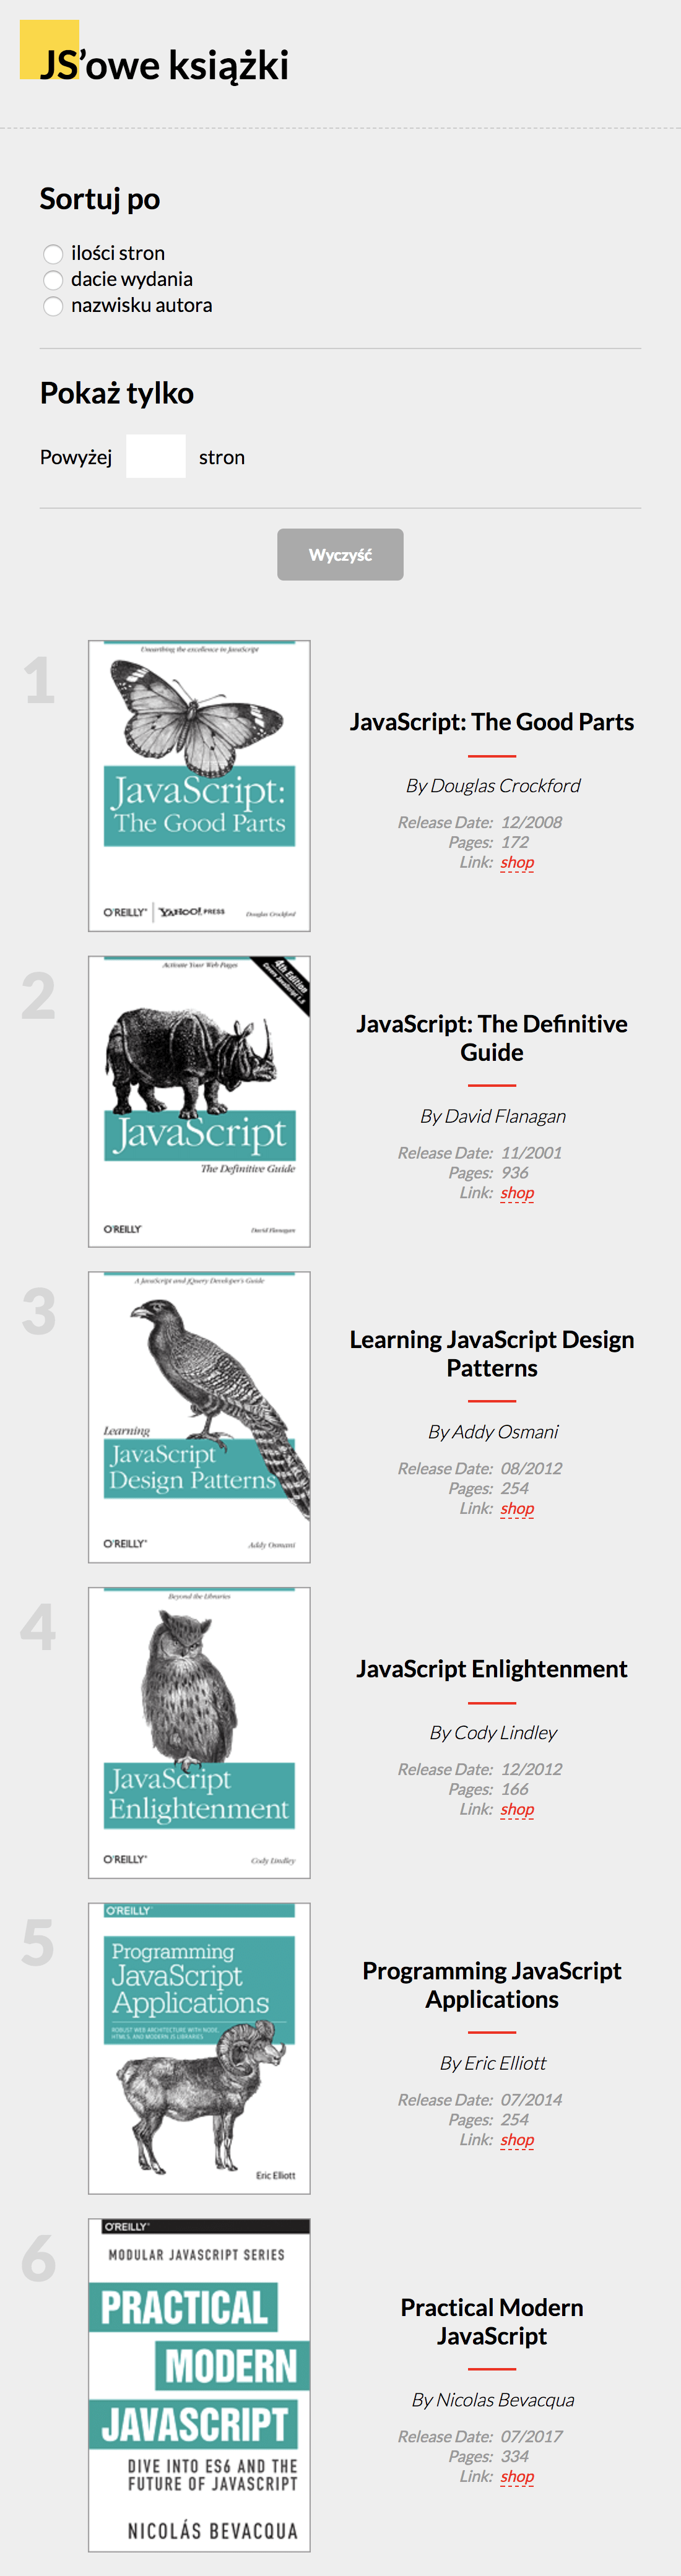 JS’owe książki
Sortuj po
ilości stron
dacie wydania
nazwisku autora
Pokaż tylko
Powyżej stron
Wyczyść
1
Unearthing the excellence in JavaScript
JavaScript:
The Good Parts
O'REILLY® YAHOO! PRESS Douglas Crockford
JavaScript: The Good Parts
By Douglas Crockford
Release Date: 12/2008
Pages: 172
Link: shop
2
Activate Your Web Pages
4th Edition
Covers JavaScript 1.5
JavaScript
The Definitive Guide
O'REILLY® David Flanagan
JavaScript: The Definitive
Guide
By David Flanagan
Release Date: 11/2001
Pages: 936
Link: shop
3
A JavaScript and jQuery Developer's Guide
Learning
JavaScript
Design Patterns
O'REILLY® Addy Osmani
Learning JavaScript Design
Patterns
By Addy Osmani
Release Date: 08/2012
Pages: 254
Link: shop
4
Beyond the Libraries
JavaScript
Enlightenment
O'REILLY® Cody Lindley
JavaScript Enlightenment
By Cody Lindley
Release Date: 12/2012
Pages: 166
Link: shop
5
O'REILLY®
Programming
JavaScript
Applications
ROBUST WEB ARCHITECTURE WITH NODE,
HTML5, AND MODERN JS LIBRARIES
Eric Elliott
Programming JavaScript
Applications
By Eric Elliott
Release Date: 07/2014
Pages: 254
Link: shop
6
O'REILLY®
MODULAR JAVASCRIPT SERIES
PRACTICAL
MODERN
JAVASCRIPT
DIVE INTO ES6 AND THE
FUTURE OF JAVASCRIPT
NICOLÁS BEVACQUA
Practical Modern
JavaScript
By Nicolas Bevacqua
Release Date: 07/2017
Pages: 334
Link: shop